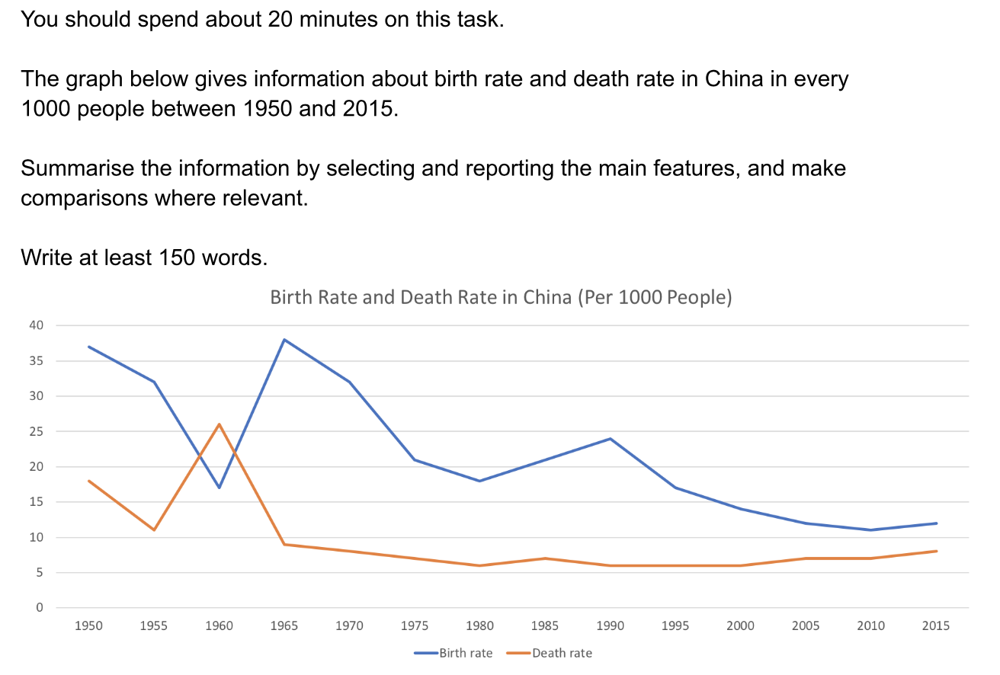 You should spend about 20 minutes on this task.
The graph below gives information about birth rate and death rate in China in every
1000 people between 1950 and 2015.
Summarise the information by selecting and reporting the main features, and make
comparisons where relevant.
Write at least 150 words.
Birth Rate and Death Rate in China (Per 1000 People)
40
35
30
25
20
15
10
5
0
1950 1955 1960 1965 1970 1975 1980 1985 1990 1995 2000 2005 2010 2015
Birth rate Death rate